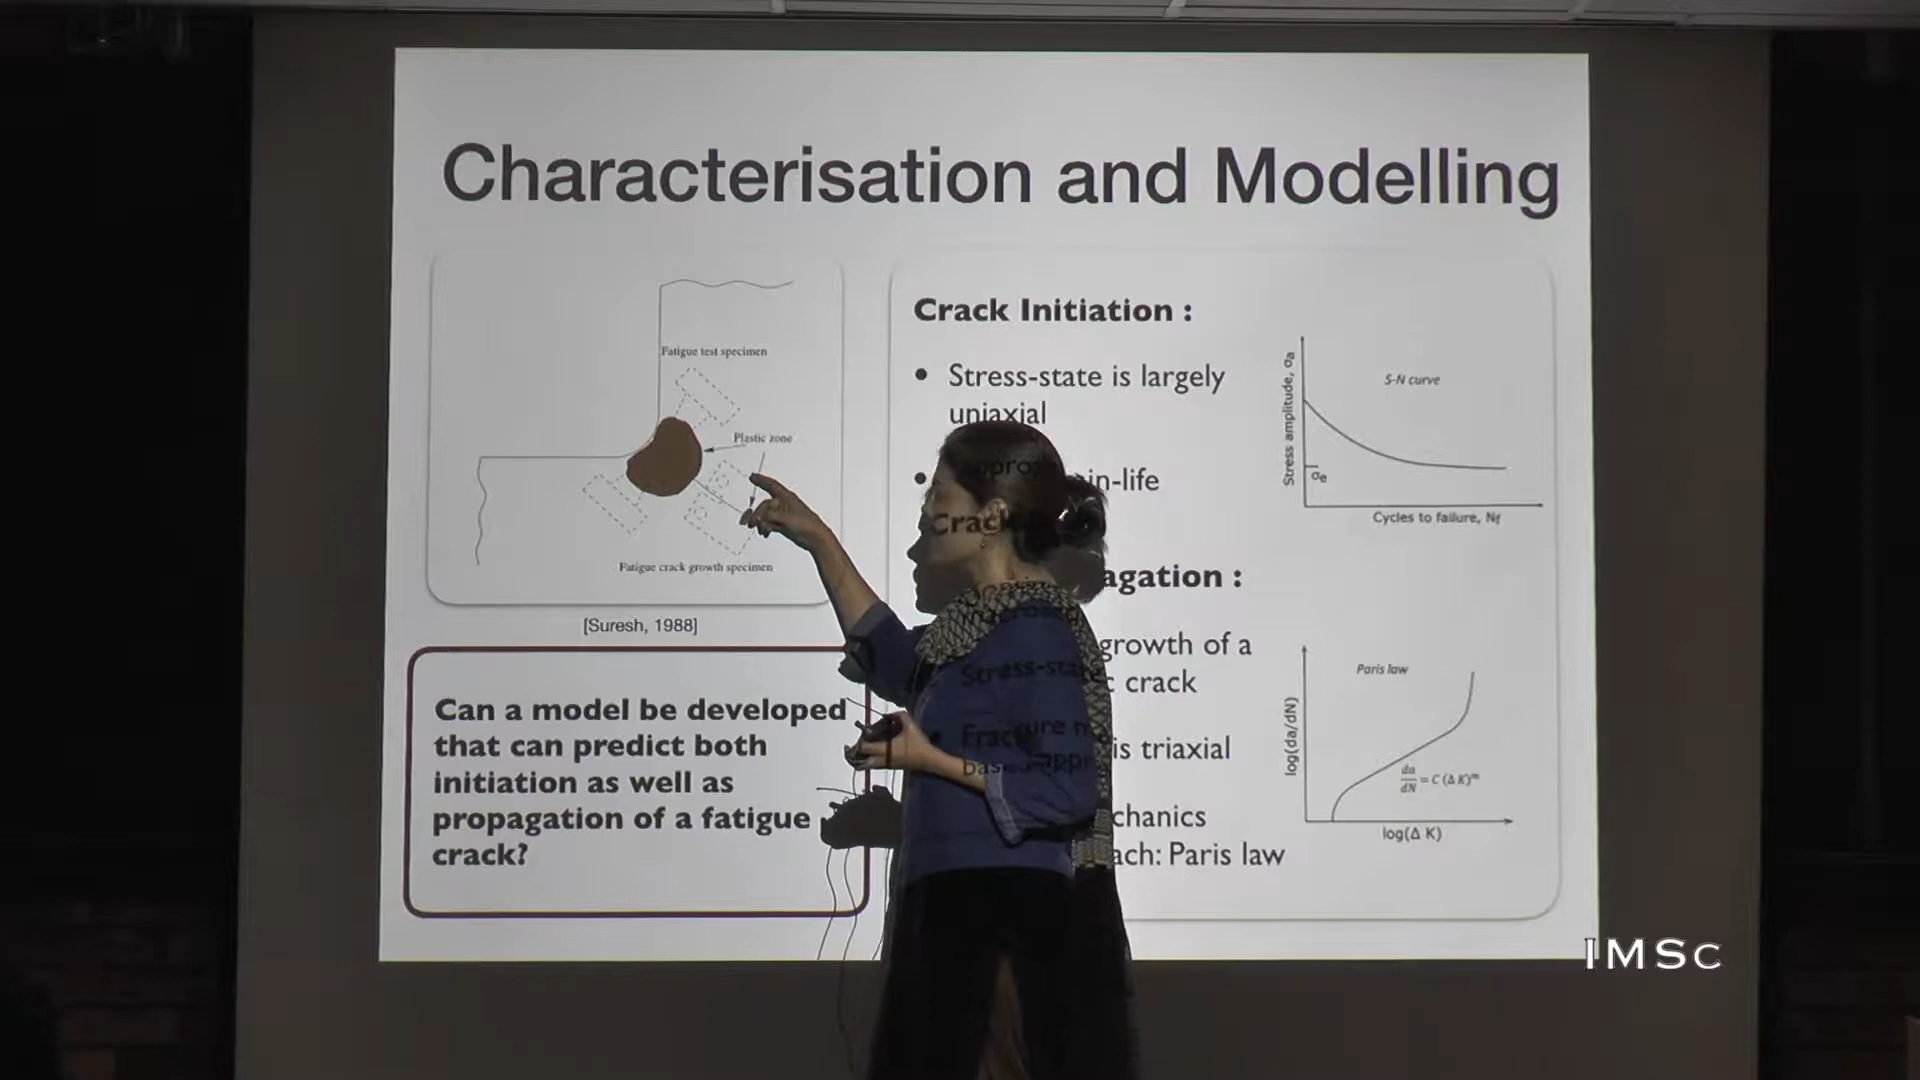 Characterisation and Modelling
Fatigue test specimen
Plastic zone
Fatigue crack growth specimen
[Suresh, 1988]
Can a model be developed
that can predict both
initiation as well as
propagation of a fatigue
crack?
Crack Initiation :
• Stress-state is largely
uniaxial
• in-life
agation :
growth of a
crack
is triaxial
chanics
ach: Paris law
Stress amplitude, σa
S-N curve
σe
Cycles to failure, Nf
log(da/dN)
Paris law
da/dN = C (Δ K)^m
log(Δ K)
IMSc